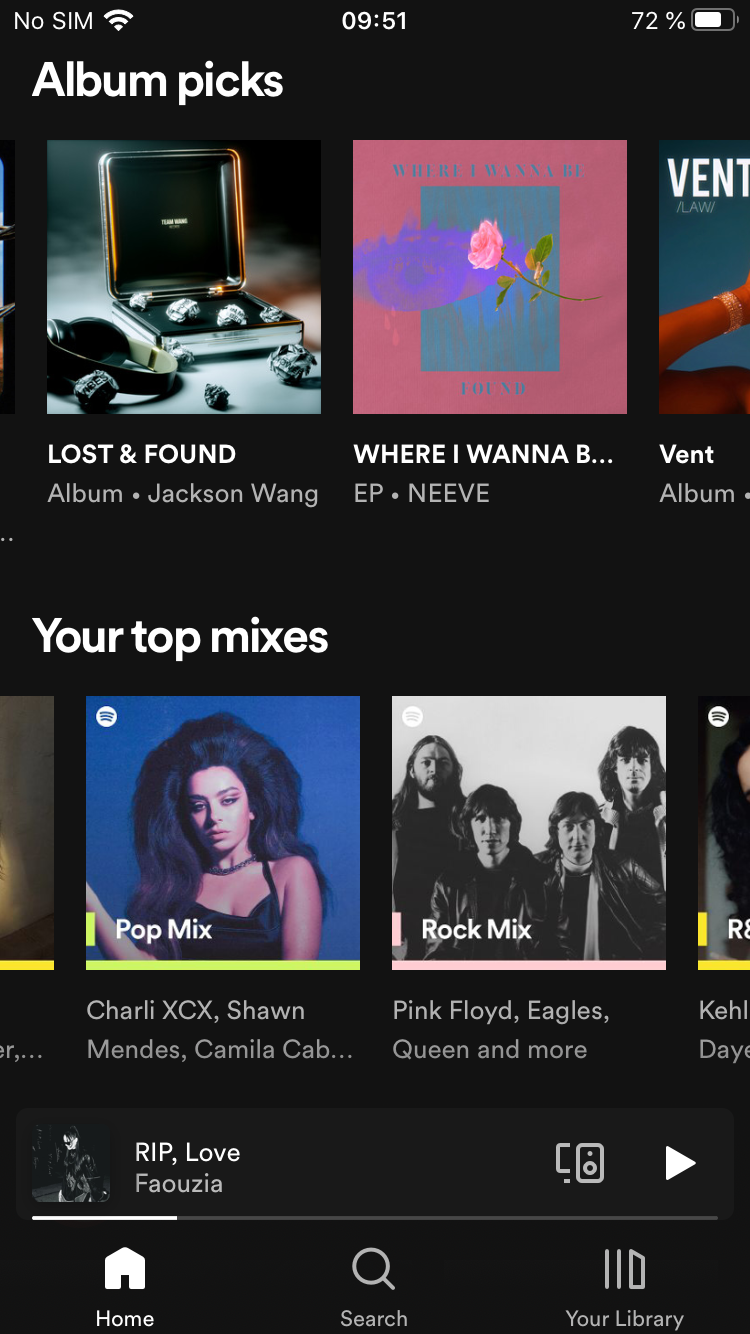 No SIM 09:51 72 %
Album picks
TEAM WANG
WHERE I WANNA BE
FOUND
VENT
/LAW/
LOST & FOUND
Album • Jackson Wang
WHERE I WANNA B...
EP • NEEVE
Vent
Album •
..
Your top mixes
Pop Mix
Rock Mix
R&
er,...
Charli XCX, Shawn
Mendes, Camila Cab...
Pink Floyd, Eagles,
Queen and more
Kehl
Daye
RIP, Love
Faouzia
Home
Search
Your Library